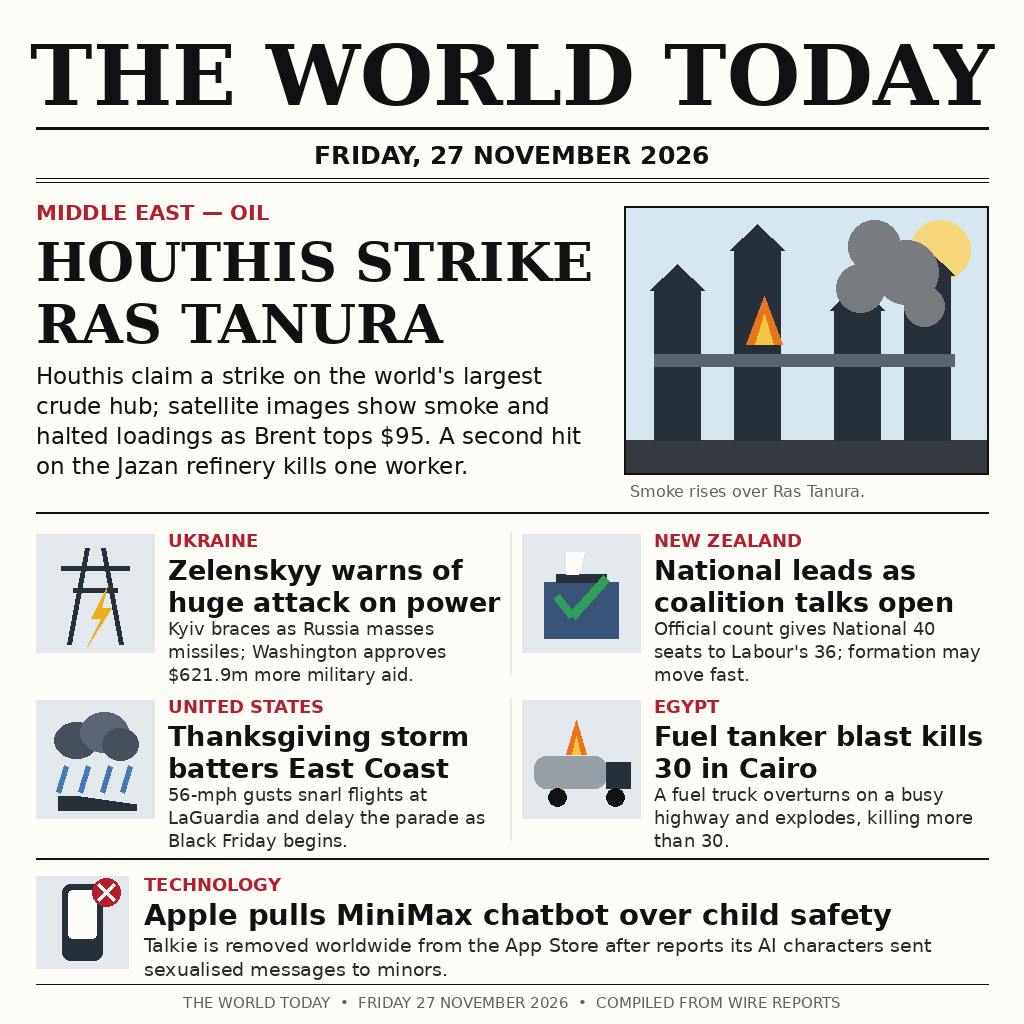 THE WORLD TODAY
FRIDAY, 27 NOVEMBER 2026
MIDDLE EAST — OIL
HOUTHIS STRIKE
RAS TANURA
Houthis claim a strike on the world's largest
crude hub; satellite images show smoke and
halted loadings as Brent tops $95. A second hit
on the Jazan refinery kills one worker.
Smoke rises over Ras Tanura.
UKRAINE
Zelenskyy warns of
huge attack on power
Kyiv braces as Russia masses
missiles; Washington approves
$621.9m more military aid.
NEW ZEALAND
National leads as
coalition talks open
Official count gives National 40
seats to Labour's 36; formation may
move fast.
UNITED STATES
Thanksgiving storm
batters East Coast
56-mph gusts snarl flights at
LaGuardia and delay the parade as
Black Friday begins.
EGYPT
Fuel tanker blast kills
30 in Cairo
A fuel truck overturns on a busy
highway and explodes, killing more
than 30.
TECHNOLOGY
Apple pulls MiniMax chatbot over child safety
Talkie is removed worldwide from the App Store after reports its AI characters sent
sexualised messages to minors.
THE WORLD TODAY • FRIDAY 27 NOVEMBER 2026 • COMPILED FROM WIRE REPORTS